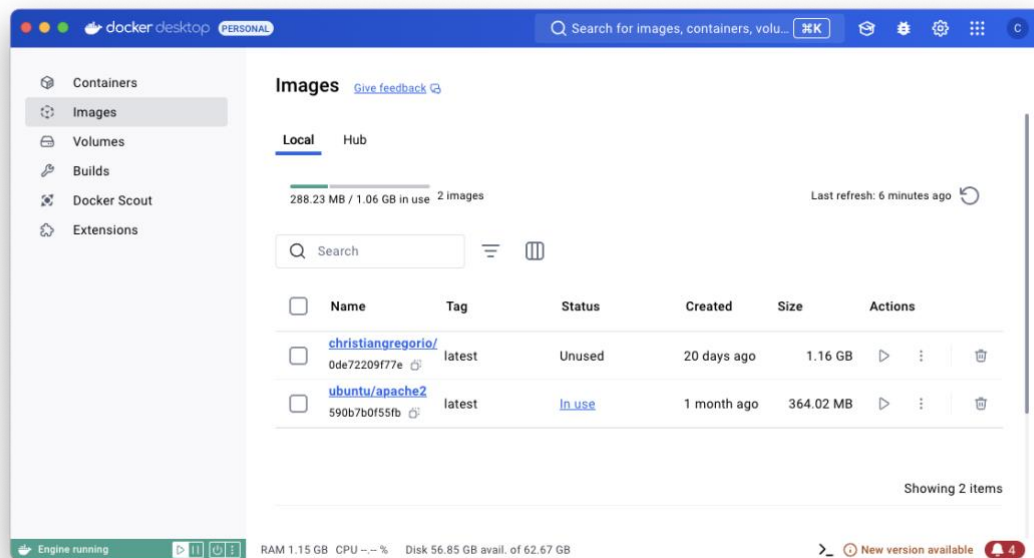 docker desktop PERSONAL
Search for images, containers, volu... ⌘K
C
Containers
Images
Volumes
Builds
Docker Scout
Extensions
Images Give feedback
Local Hub
288.23 MB / 1.06 GB in use 2 images
Last refresh: 6 minutes ago
Search
Name Tag Status Created Size Actions
christiangregorio/
0de72209f77e
latest Unused 20 days ago 1.16 GB
ubuntu/apache2
590b7b0f55fb
latest In use 1 month ago 364.02 MB
Showing 2 items
Engine running
RAM 1.15 GB CPU --.-- % Disk 56.85 GB avail. of 62.67 GB
>_ New version available 4